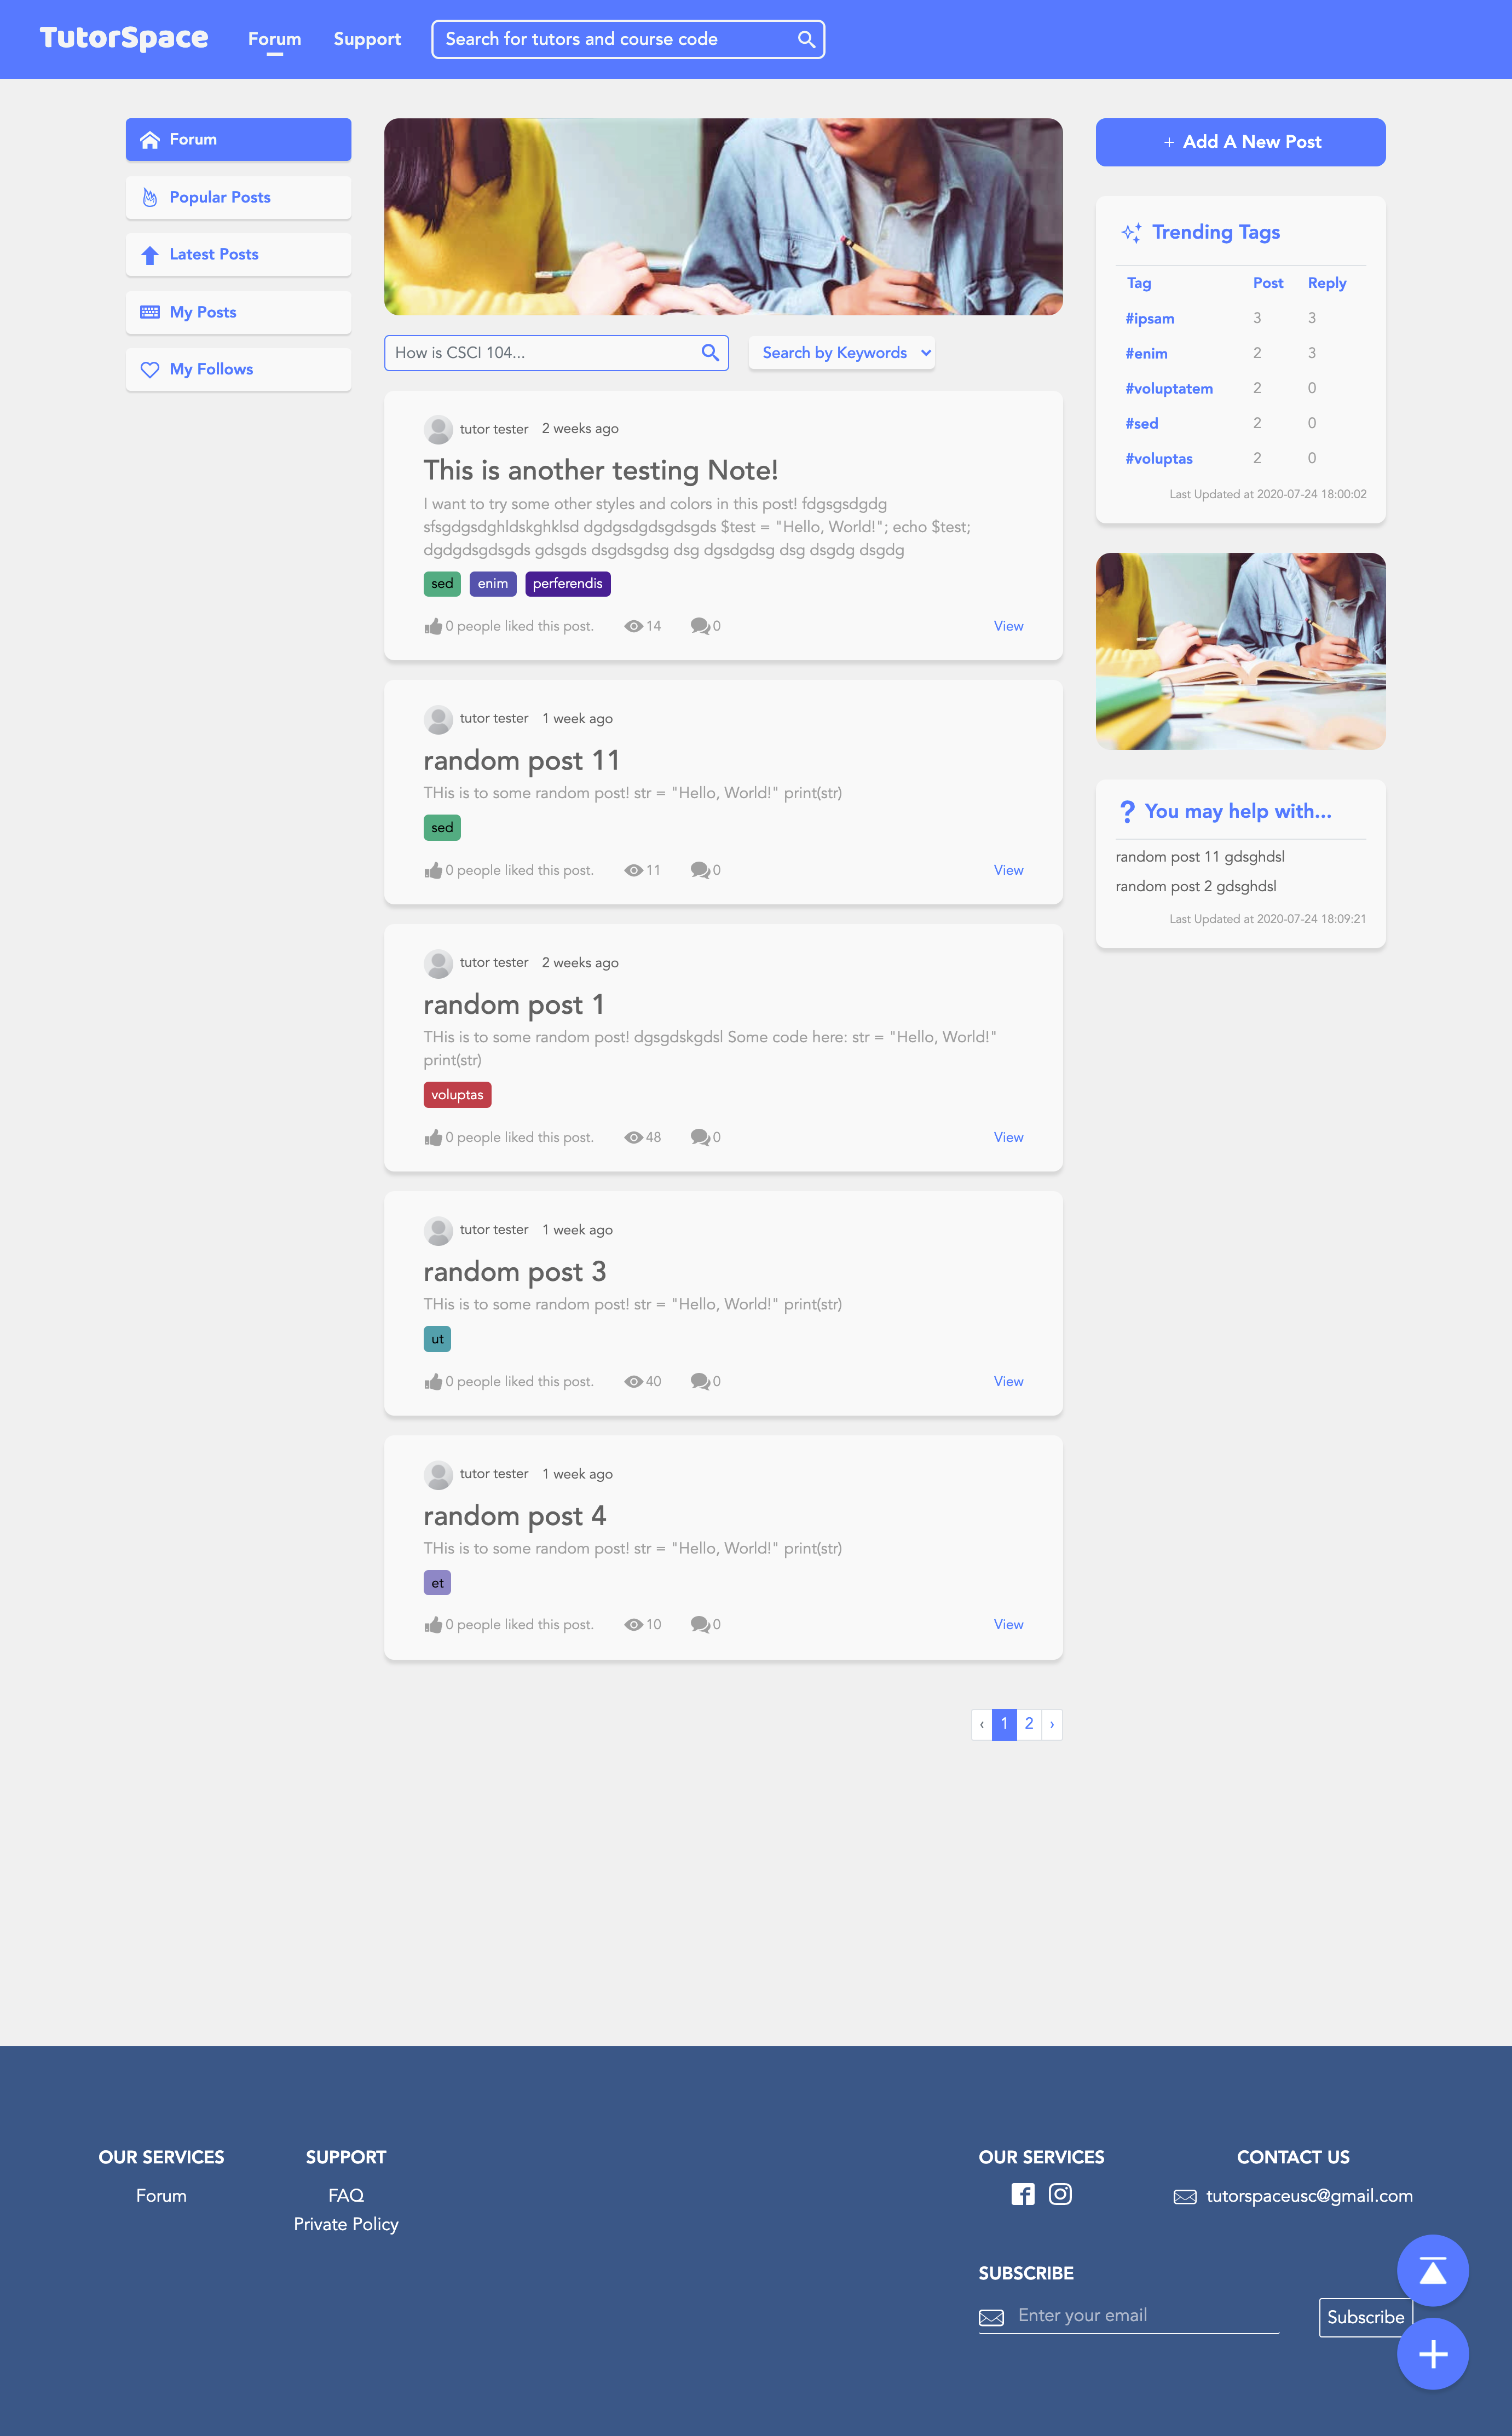 TutorSpace
Forum
Support
Search for tutors and course code
Forum
Popular Posts
Latest Posts
My Posts
My Follows
How is CSCI 104...
Search by Keywords
tutor tester 2 weeks ago
This is another testing Note!
I want to try some other styles and colors in this post! fdgsgsdgdg
sfsgdgsdghldskghklsd dgdgsdgdsgdsgds $test = "Hello, World!"; echo $test;
dgdgdsgdsgds gdsgds dsgdsgdsg dsg dgsdgdsg dsg dsgdg dsgdg
sed enim perferendis
0 people liked this post. 14 0 View
tutor tester 1 week ago
random post 11
THis is to some random post! str = "Hello, World!" print(str)
sed
0 people liked this post. 11 0 View
tutor tester 2 weeks ago
random post 1
THis is to some random post! dgsgdskgdsl Some code here: str = "Hello, World!"
print(str)
voluptas
0 people liked this post. 48 0 View
tutor tester 1 week ago
random post 3
THis is to some random post! str = "Hello, World!" print(str)
ut
0 people liked this post. 40 0 View
tutor tester 1 week ago
random post 4
THis is to some random post! str = "Hello, World!" print(str)
et
0 people liked this post. 10 0 View
‹ 1 2 ›
+ Add A New Post
Trending Tags
Tag Post Reply
#ipsam 3 3
#enim 2 3
#voluptatem 2 0
#sed 2 0
#voluptas 2 0
Last Updated at 2020-07-24 18:00:02
? You may help with...
random post 11 gdsghdsl
random post 2 gdsghdsl
Last Updated at 2020-07-24 18:09:21
OUR SERVICES
Forum
SUPPORT
FAQ
Private Policy
OUR SERVICES
CONTACT US
tutorspaceusc@gmail.com
SUBSCRIBE
Enter your email
Subscribe